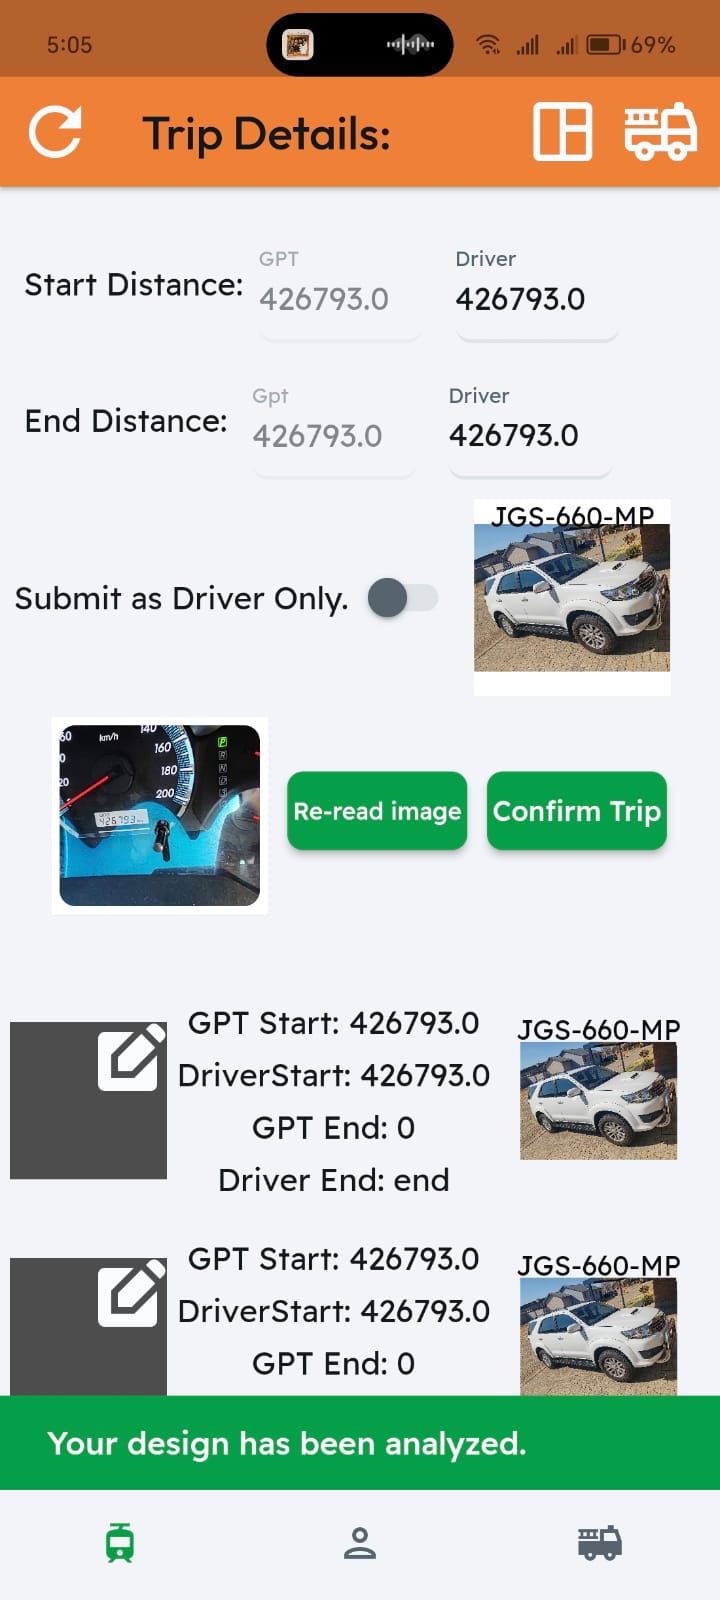 5:05
69%
Trip Details:
GPT
Driver
Start Distance:
426793.0
426793.0
Gpt
Driver
End Distance:
426793.0
426793.0
JGS-660-MP
Submit as Driver Only.
km/h
140
160
180
200
P
426793
Re-read image
Confirm Trip
GPT Start: 426793.0
JGS-660-MP
DriverStart: 426793.0
GPT End: 0
Driver End: end
GPT Start: 426793.0
JGS-660-MP
DriverStart: 426793.0
GPT End: 0
Your design has been analyzed.